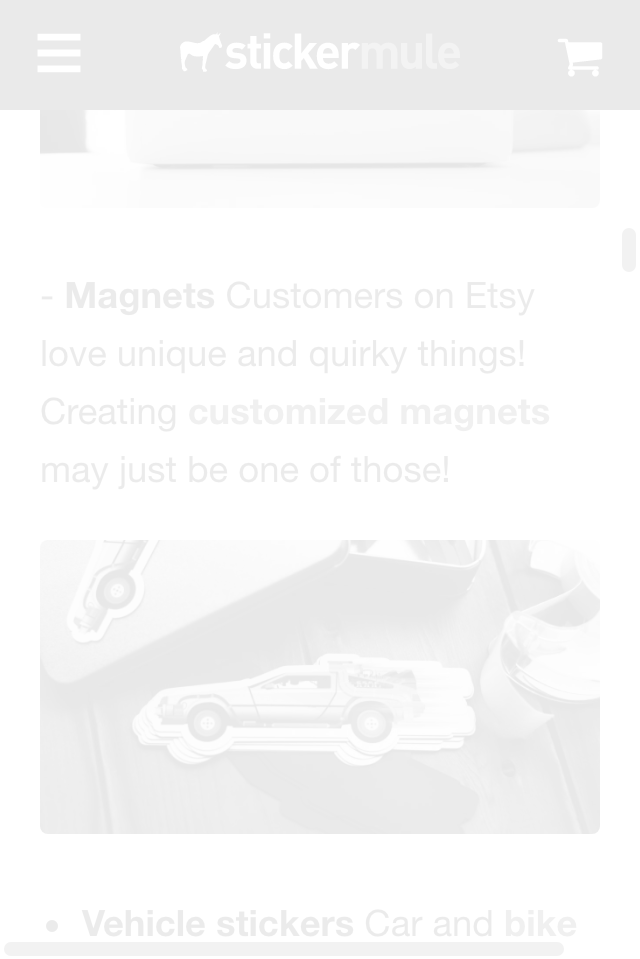 stickermule
- Magnets Customers on Etsy
love unique and quirky things!
Creating customized magnets
may just be one of those!
• Vehicle stickers Car and bike